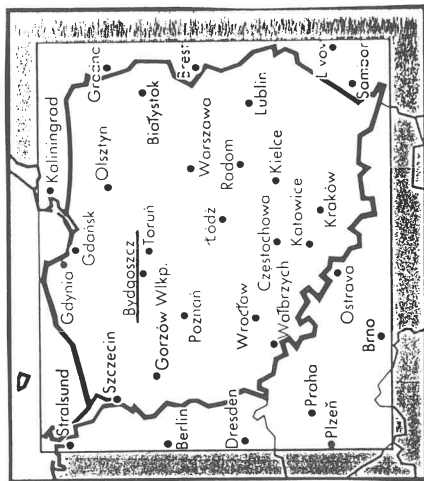 Kaliningrad
Stralsund
Gdynia
Gdańsk
Grodno
Olsztyn
Szczecin
Bydgoszcz
Toruń
Białystok
Gorzów Wlkp.
Berlin
Brest
Poznań
Warszawa
Łódź
Radom
Dresden
Wrocław
Częstochowa
Lublin
Kielce
Wałbrzych
Katowice
Praha
Lvov
Kraków
Plzeň
Ostrava
Sambor
Brno